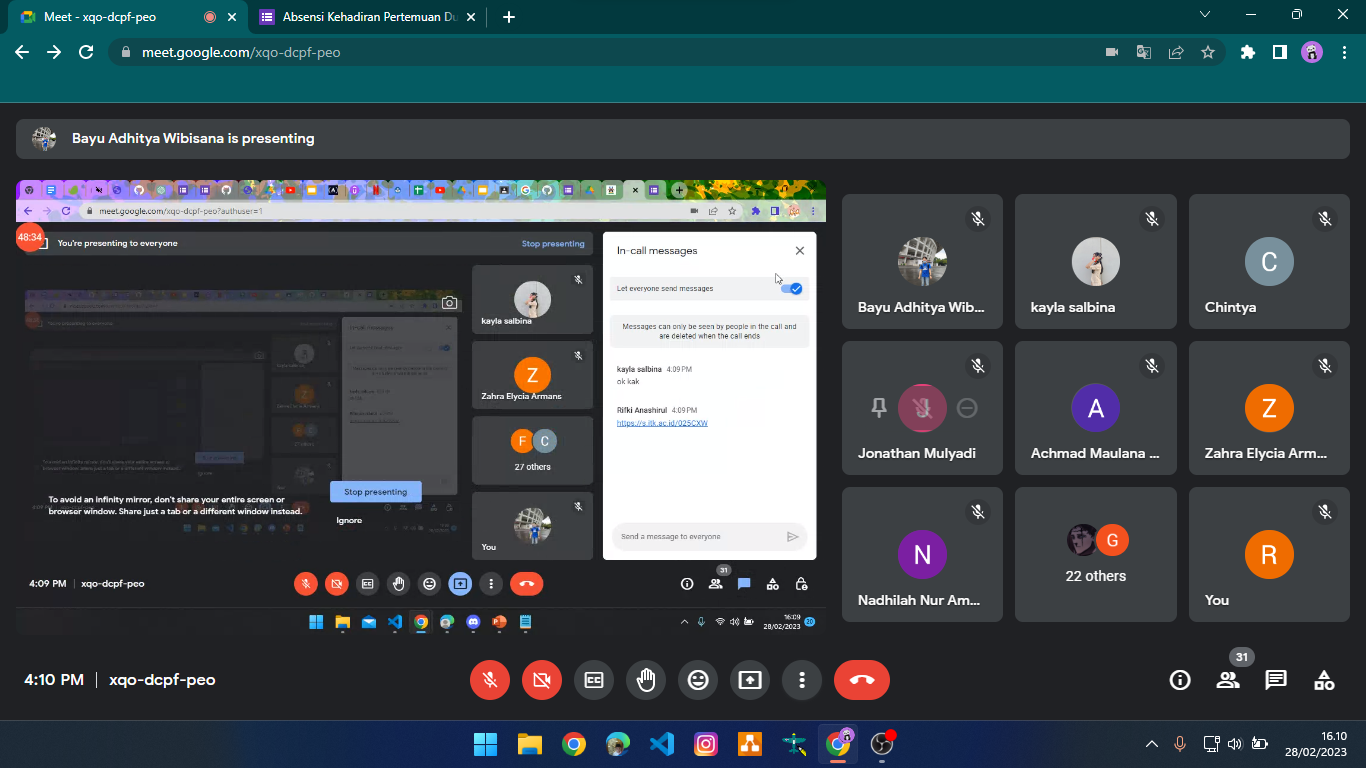 Meet - xqo-dcpf-peo
Absensi Kehadiran Pertemuan Du
meet.google.com/xqo-dcpf-peo
Bayu Adhitya Wibisana is presenting
meet.google.com/xqo-dcpf-peo?authuser=1
48:34
You're presenting to everyone
Stop presenting
In-call messages
Let everyone send messages
Messages can only be seen by people in the call and
are deleted when the call ends
kayla salbina 4:09 PM
ok kak
Rifki Anashirul 4:09 PM
https://s.itk.ac.id/025CXW
Send a message to everyone
kayla salbina
Z
Zahra Elycia Armans
F C
27 others
You
To avoid an infinity mirror, don't share your entire screen or
browser window. Share just a tab or a different window instead.
Stop presenting
Ignore
4:09 PM | xqo-dcpf-peo
31
16:09
28/02/2023
20
Bayu Adhitya Wib...
kayla salbina
C
Chintya
Jonathan Mulyadi
A
Achmad Maulana ...
Z
Zahra Elycia Arm...
N
Nadhilah Nur Am...
G
22 others
R
You
4:10 PM | xqo-dcpf-peo
31
16.10
28/02/2023